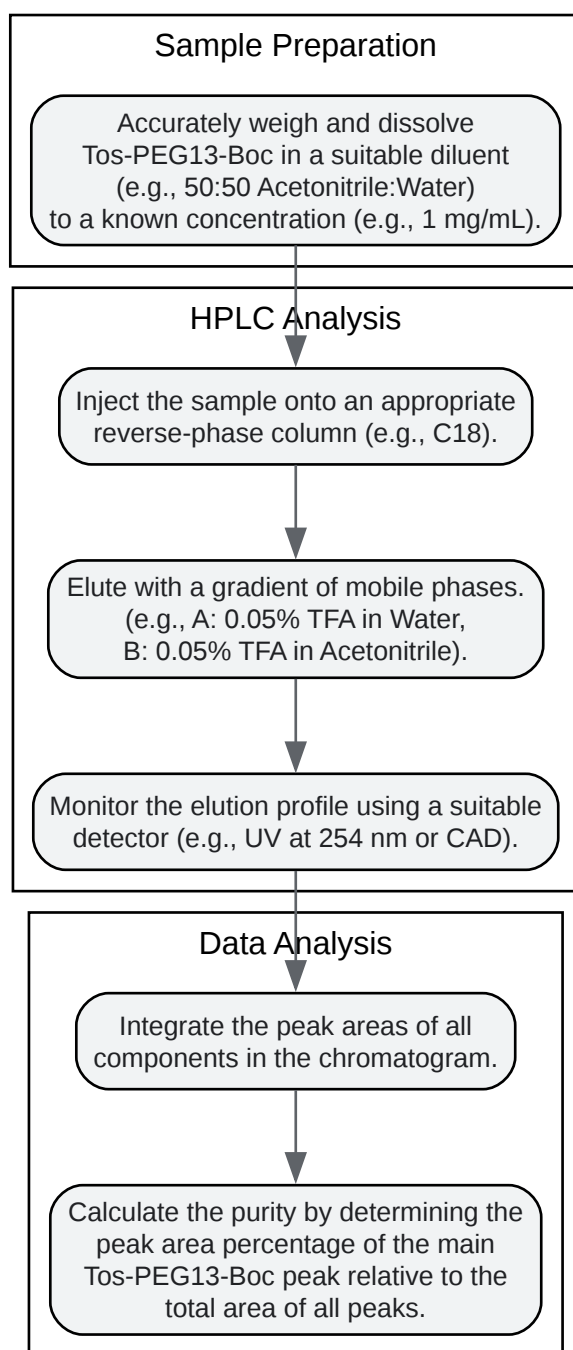 Sample Preparation
Accurately weigh and dissolve
Tos-PEG13-Boc in a suitable diluent
(e.g., 50:50 Acetonitrile:Water)
to a known concentration (e.g., 1 mg/mL).
HPLC Analysis
Inject the sample onto an appropriate
reverse-phase column (e.g., C18).
Elute with a gradient of mobile phases.
(e.g., A: 0.05% TFA in Water,
B: 0.05% TFA in Acetonitrile).
Monitor the elution profile using a suitable
detector (e.g., UV at 254 nm or CAD).
Data Analysis
Integrate the peak areas of all
components in the chromatogram.
Calculate the purity by determining the
peak area percentage of the main
Tos-PEG13-Boc peak relative to the
total area of all peaks.